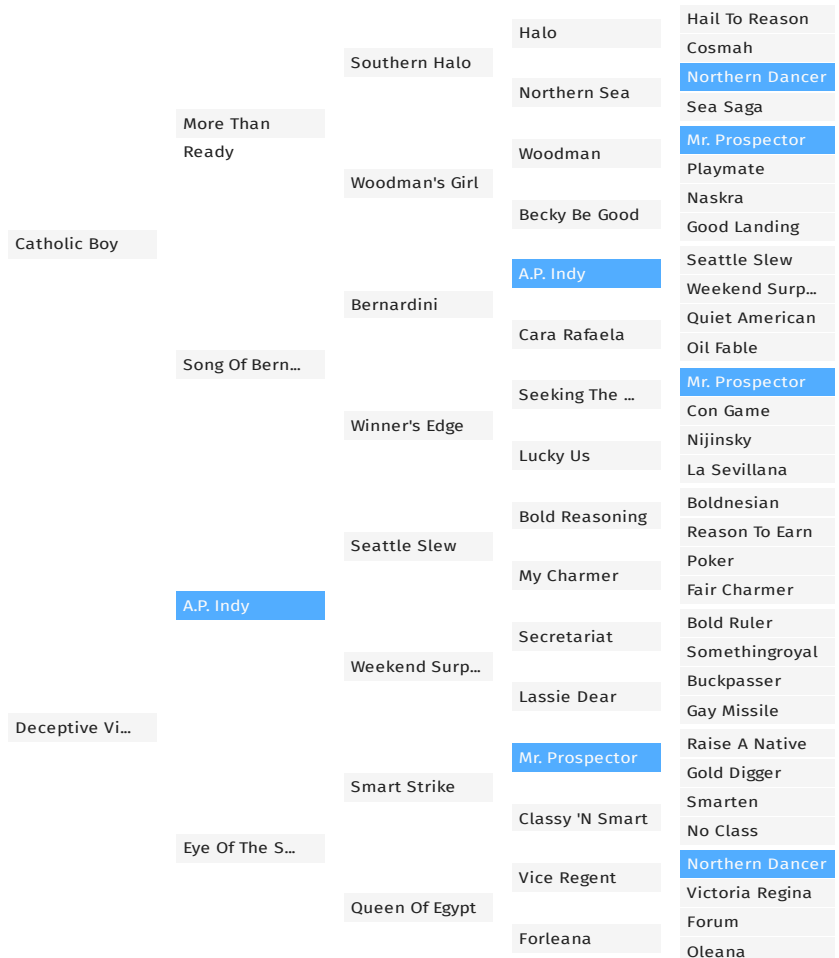 Catholic Boy
Deceptive Vi...
More Than
Ready
Song Of Bern...
A.P. Indy
Eye Of The S...
Southern Halo
Woodman's Girl
Bernardini
Winner's Edge
Seattle Slew
Weekend Surp...
Smart Strike
Queen Of Egypt
Halo
Northern Sea
Woodman
Becky Be Good
A.P. Indy
Cara Rafaela
Seeking The ...
Lucky Us
Bold Reasoning
My Charmer
Secretariat
Lassie Dear
Mr. Prospector
Classy 'N Smart
Vice Regent
Forleana
Hail To Reason
Cosmah
Northern Dancer
Sea Saga
Mr. Prospector
Playmate
Naskra
Good Landing
Seattle Slew
Weekend Surp...
Quiet American
Oil Fable
Mr. Prospector
Con Game
Nijinsky
La Sevillana
Boldnesian
Reason To Earn
Poker
Fair Charmer
Bold Ruler
Somethingroyal
Buckpasser
Gay Missile
Raise A Native
Gold Digger
Smarten
No Class
Northern Dancer
Victoria Regina
Forum
Oleana